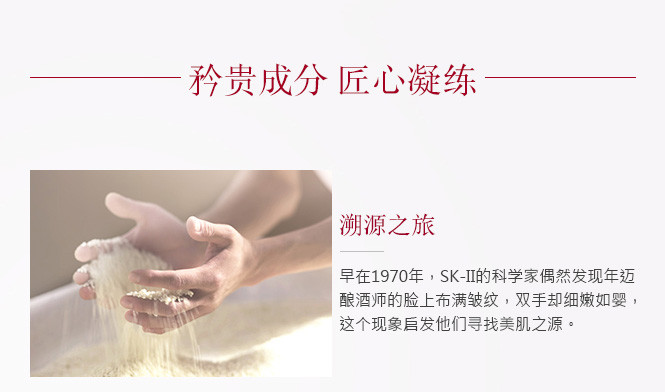 矜贵成分 匠心凝练
溯源之旅
早在1970年，SK-II的科学家偶然发现年迈
酿酒师的脸上布满皱纹，双手却细嫩如婴，
这个现象启发他们寻找美肌之源。